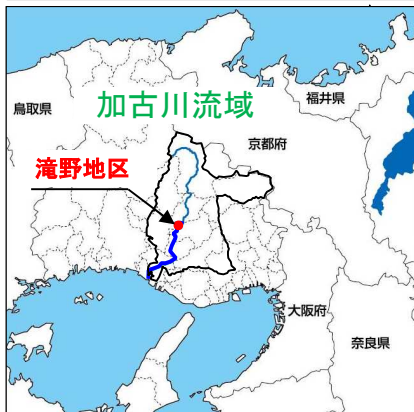 鳥取県
加古川流域
福井県
京都府
滝野地区
大阪府
奈良県